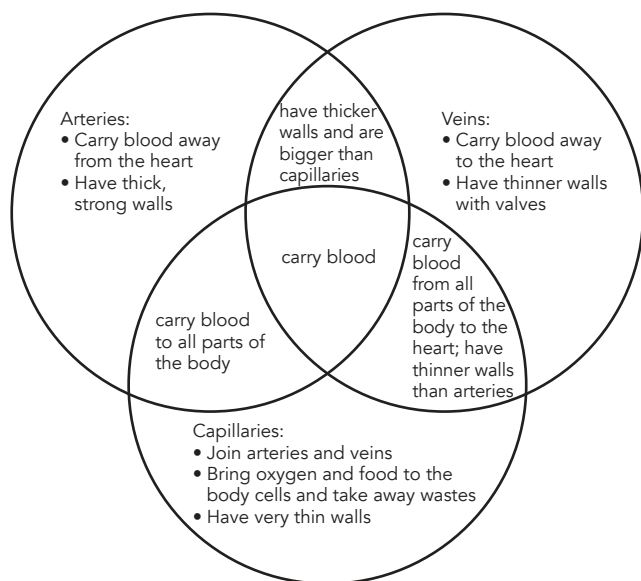 Arteries:
• Carry blood away
from the heart
• Have thick,
strong walls
have thicker
walls and are
bigger than
capillaries
Veins:
• Carry blood away
to the heart
• Have thinner walls
with valves
carry blood
carry blood
to all parts of
the body
carry
blood
from all
parts of the
body to the
heart; have
thinner walls
than arteries
Capillaries:
• Join arteries and veins
• Bring oxygen and food to the
body cells and take away wastes
• Have very thin walls